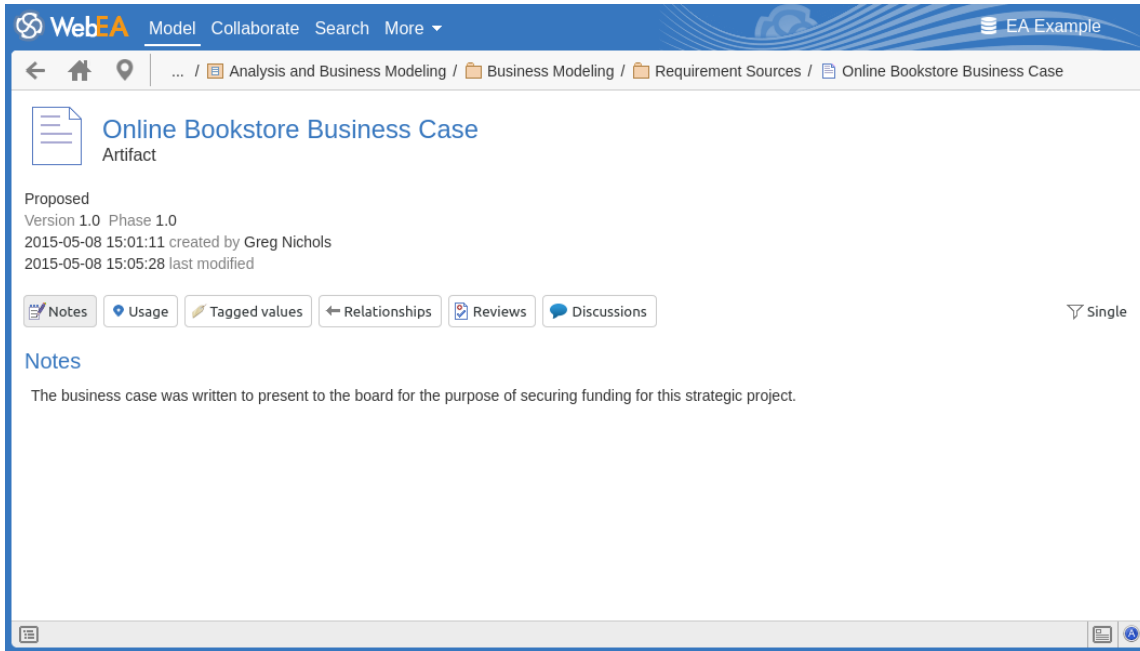 WebEA Model Collaborate Search More EA Example
... / Analysis and Business Modeling / Business Modeling / Requirement Sources / Online Bookstore Business Case
Online Bookstore Business Case
Artifact
Proposed
Version 1.0 Phase 1.0
2015-05-08 15:01:11 created by Greg Nichols
2015-05-08 15:05:28 last modified
Notes Usage Tagged values Relationships Reviews Discussions Single
Notes
The business case was written to present to the board for the purpose of securing funding for this strategic project.
A